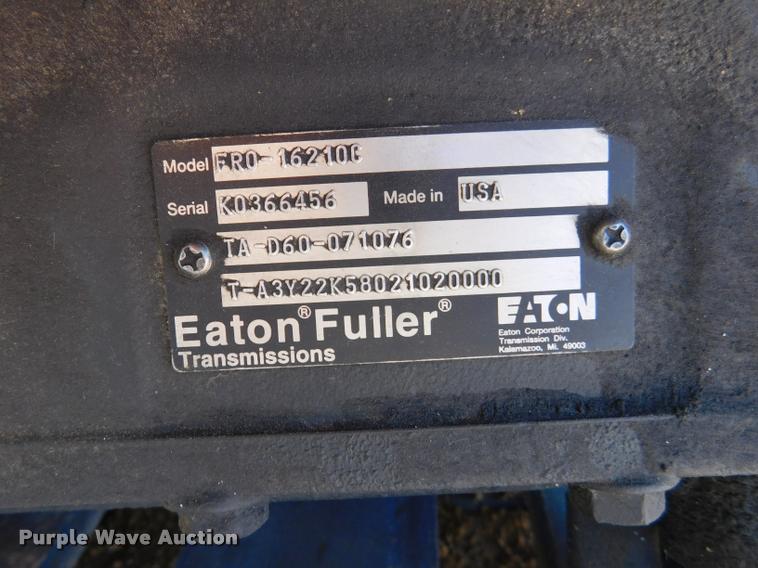 Model FRO-16210C
Serial K0366456 Made in USA
TA-D60-071076
T-A3Y22K58021020000
Eaton® Fuller®
Transmissions
EATON
Eaton Corporation
Transmission Div.
Kalamazoo, MI. 49003
Purple Wave Auction